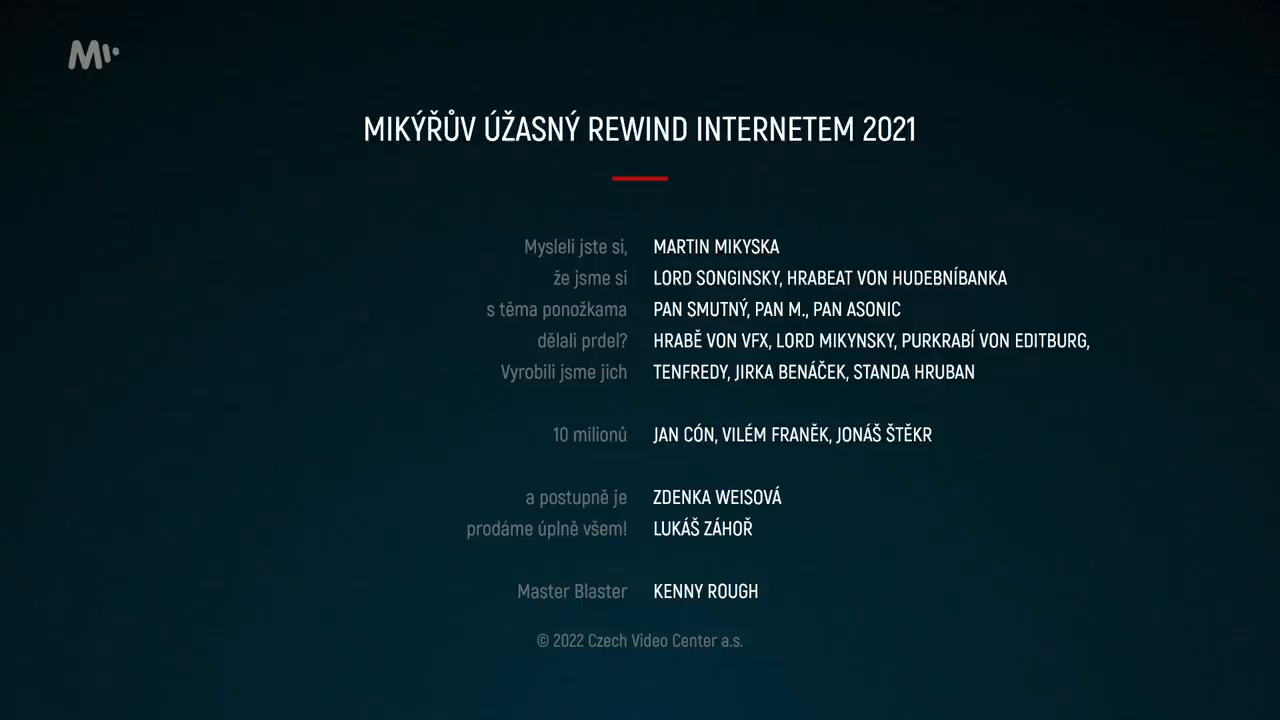 MIKÝŘŮV ÚŽASNÝ REWIND INTERNETEM 2021
Mysleli jste si, MARTIN MIKYSKA
že jsme si LORD SONGINSKY, HRABEAT VON HUDEBNÍBANKA
s těma ponožkama PAN SMUTNÝ, PAN M., PAN ASONIC
dělali prdel? HRABĚ VON VFX, LORD MIKYNSKY, PURKRABÍ VON EDITBURG,
Vyrobili jsme jich TENFREDY, JIRKA BENÁČEK, STANDA HRUBAN
10 milionů JAN CÓN, VILÉM FRANĚK, JONÁŠ ŠTĚKR
a postupně je ZDENKA WEISOVÁ
prodáme úplně všem! LUKÁŠ ZÁHOŘ
Master Blaster KENNY ROUGH
© 2022 Czech Video Center a.s.